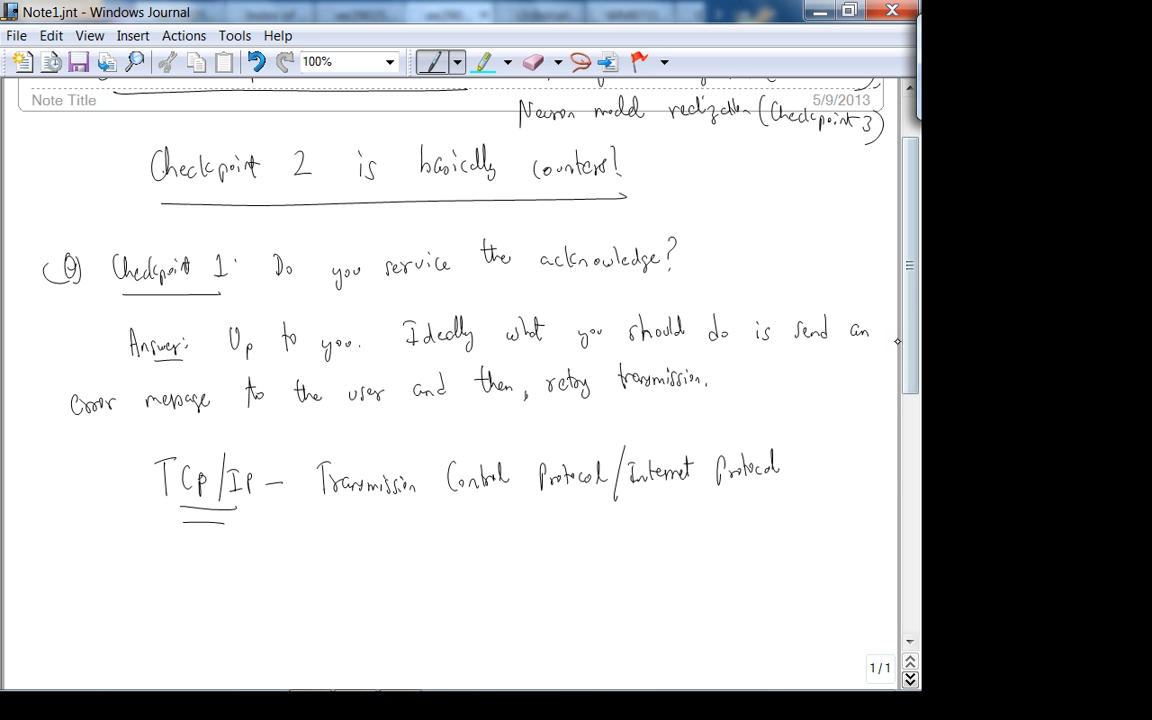 Note1.jnt - Windows Journal
File Edit View Insert Actions Tools Help
100%
Note Title
5/9/2013
Neuron model realization (Checkpoint 3)
Checkpoint 2 is basically counters!
Q) Checkpoint 1: Do you service the acknowledge?
Answer: Up to you. Ideally what you should do is send an
error message to the user and then, retry transmission.
TCP/IP - Transmission Control Protocol/Internet Protocol
1/1